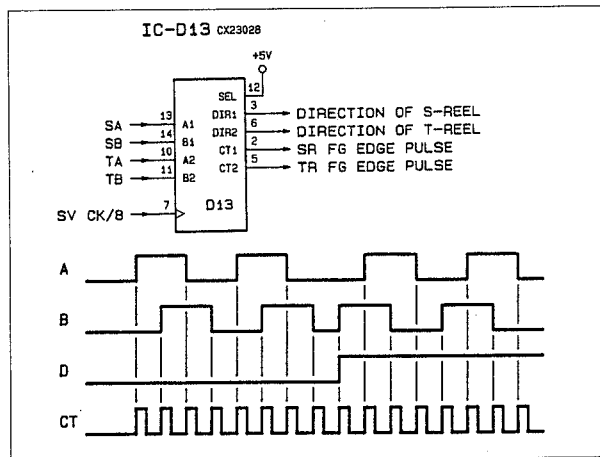 IC-D13 CX23028
+5V
12
SEL
13 A1 DIR1 3 DIRECTION OF S-REEL
SA
14 B1 DIR2 6 DIRECTION OF T-REEL
SB
10 A2 CT1 2 SR FG EDGE PULSE
TA
11 B2 CT2 5 TR FG EDGE PULSE
TB
D13
SV CK/8 7
A
B
D
CT